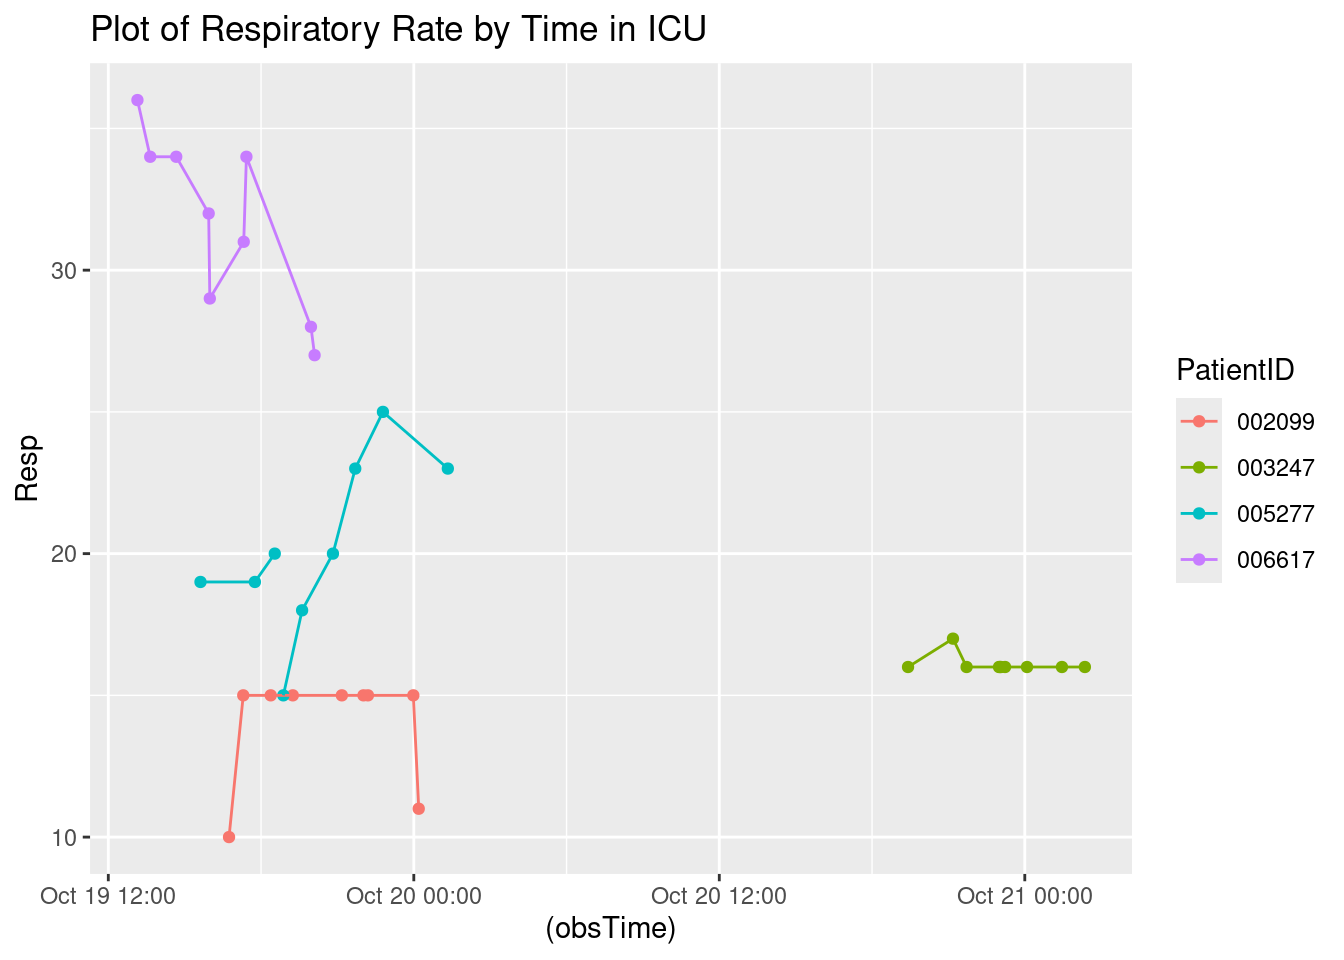 Plot of Respiratory Rate by Time in ICU
Resp
30
20
10
Oct 19 12:00
Oct 20 00:00
Oct 20 12:00
Oct 21 00:00
(obsTime)
PatientID
002099
003247
005277
006617